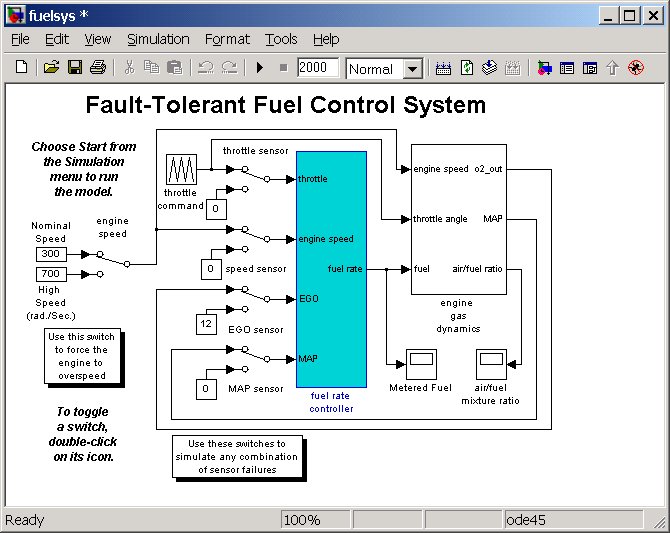 fuelsys *
File Edit View Simulation Format Tools Help
2000 Normal
Fault-Tolerant Fuel Control System
Choose Start from
the Simulation
menu to run
the model.
throttle sensor
throttle
command
0
throttle
engine speed
o2_out
throttle angle
MAP
fuel
air/fuel ratio
engine
gas
dynamics
Nominal
Speed
300
700
High
Speed
(rad./Sec.)
engine
speed
0
speed sensor
engine speed
fuel rate
12
EGO sensor
EGO
0
MAP sensor
MAP
fuel rate
controller
Metered Fuel
air/fuel
mixture ratio
Use this switch
to force the
engine to
overspeed
To toggle
a switch,
double-click
on its icon.
Use these switches to
simulate any combination
of sensor failures
Ready 100% ode45